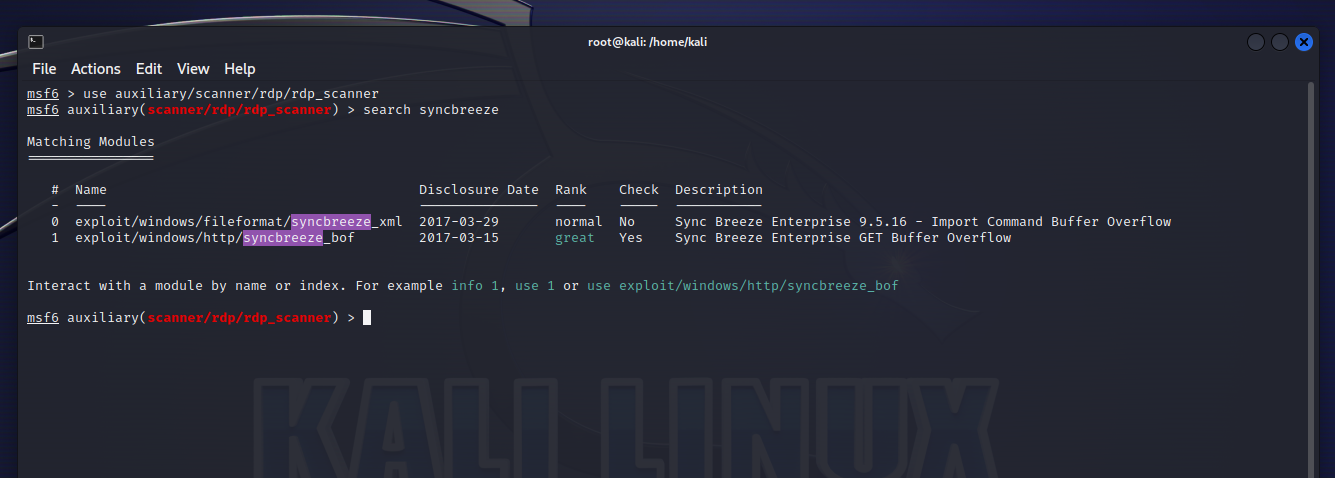 root@kali: /home/kali
File Actions Edit View Help
msf6 > use auxiliary/scanner/rdp/rdp_scanner
msf6 auxiliary(scanner/rdp/rdp_scanner) > search syncbreeze
Matching Modules
================
# Name Disclosure Date Rank Check Description
- ---- --------------- ---- ----- -----------
0 exploit/windows/fileformat/syncbreeze_xml 2017-03-29 normal No Sync Breeze Enterprise 9.5.16 - Import Command Buffer Overflow
1 exploit/windows/http/syncbreeze_bof 2017-03-15 great Yes Sync Breeze Enterprise GET Buffer Overflow
Interact with a module by name or index. For example info 1, use 1 or use exploit/windows/http/syncbreeze_bof
msf6 auxiliary(scanner/rdp/rdp_scanner) >
KALI LINUX